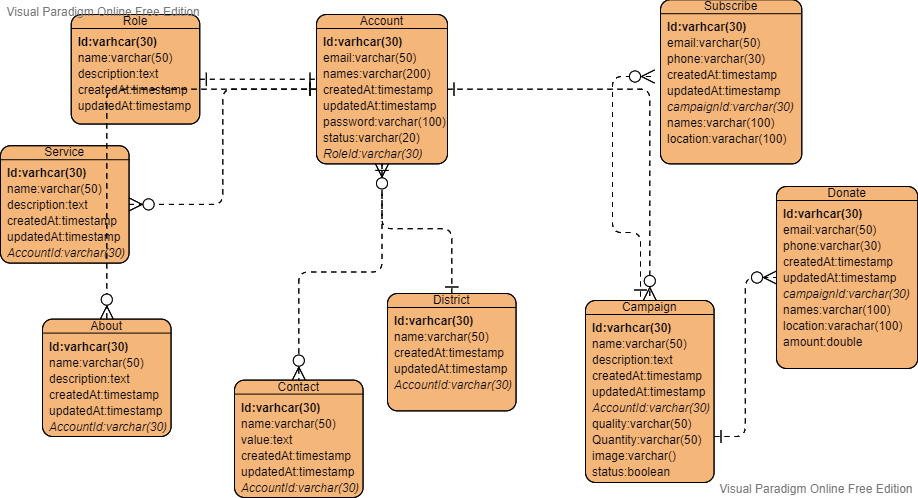 Visual Paradigm Online Free Edition
Role
Id:varhcar(30)
name:varchar(50)
description:text
createdAt:timestamp
updatedAt:timestamp
Account
Id:varhcar(30)
email:varchar(50)
names:varchar(200)
createdAt:timestamp
updatedAt:timestamp
password:varchar(100)
status:varchar(20)
RoleId:varchar(30)
Subscribe
Id:varhcar(30)
email:varchar(50)
phone:varchar(30)
createdAt:timestamp
updatedAt:timestamp
campaignId:varchar(30)
names:varchar(100)
location:varachar(100)
Service
Id:varhcar(30)
name:varchar(50)
description:text
createdAt:timestamp
updatedAt:timestamp
AccountId:varchar(30)
Donate
Id:varhcar(30)
email:varchar(50)
phone:varchar(30)
createdAt:timestamp
updatedAt:timestamp
campaignId:varchar(30)
names:varchar(100)
location:varachar(100)
amount:double
About
Id:varhcar(30)
name:varchar(50)
description:text
createdAt:timestamp
updatedAt:timestamp
AccountId:varchar(30)
Contact
Id:varhcar(30)
name:varchar(50)
value:text
createdAt:timestamp
updatedAt:timestamp
AccountId:varchar(30)
District
Id:varhcar(30)
name:varchar(50)
createdAt:timestamp
updatedAt:timestamp
AccountId:varchar(30)
Campaign
Id:varhcar(30)
name:varchar(50)
description:text
createdAt:timestamp
updatedAt:timestamp
AccountId:varchar(30)
quality:varchar(50)
Quantity:varchar(50)
image:varchar()
status:boolean
Visual Paradigm Online Free Edition